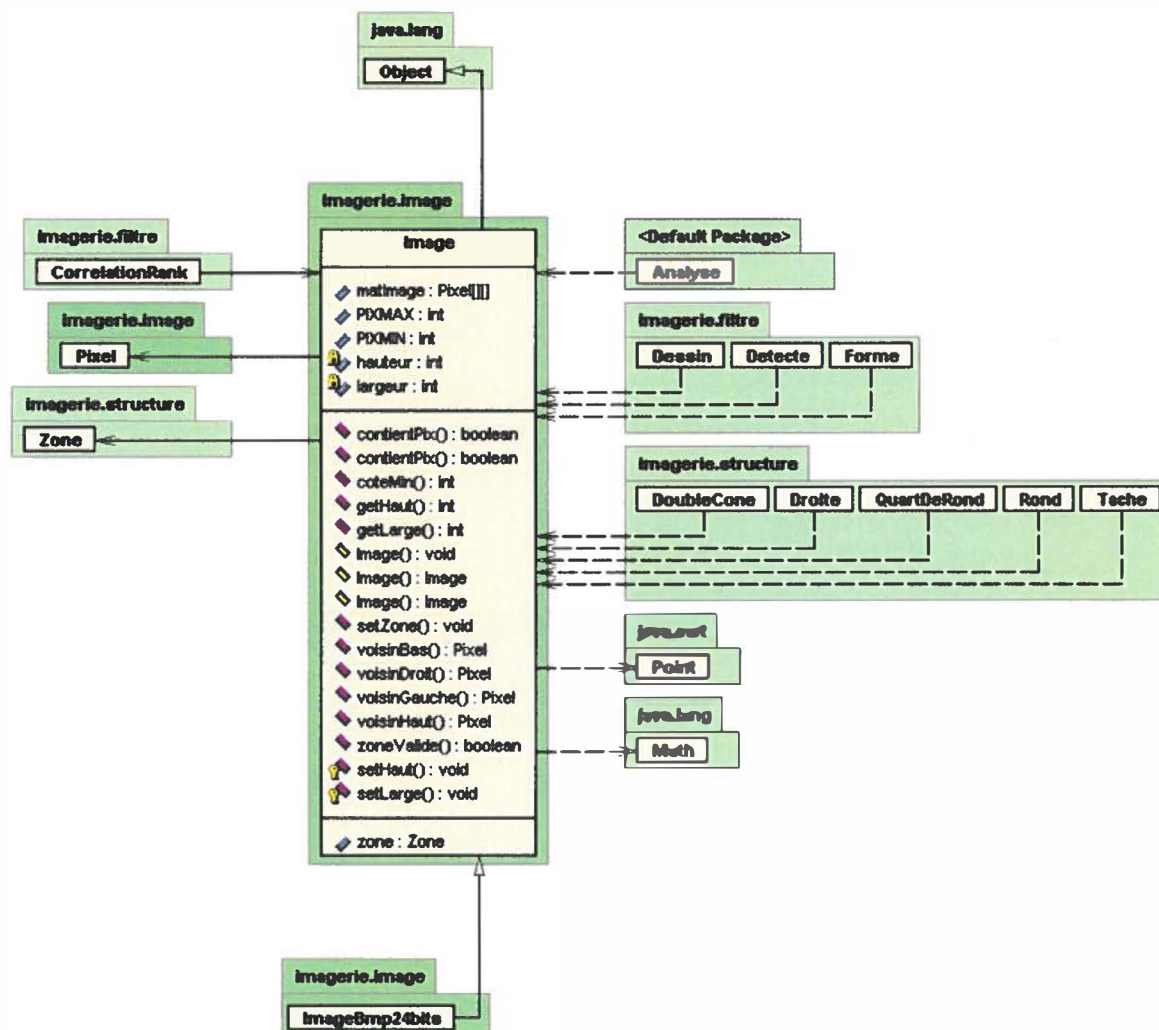 java.lang
Object
imagerie.image
Image
matImage : Pixel[][]
PIXMAX : int
PIXMIN : int
hauteur : int
largeur : int
contientPix() : boolean
contientPix() : boolean
coteMin() : int
getHaut() : int
getLarge() : int
Image() : void
Image() : Image
Image() : Image
setZone() : void
voisinBas() : Pixel
voisinDroit() : Pixel
voisinGauche() : Pixel
voisinHaut() : Pixel
zoneValide() : boolean
setHaut() : void
setLarge() : void
zone : Zone
imagerie.filtre
CorrelationRank
imagerie.image
Pixel
imagerie.structure
Zone
<Default Package>
Analyse
imagerie.filtre
Dessin Detecte Forme
imagerie.structure
DoubleCone Droite QuartDeRond Rond Tache
java.awt
Point
java.lang
Math
imagerie.image
ImageBmp24bits